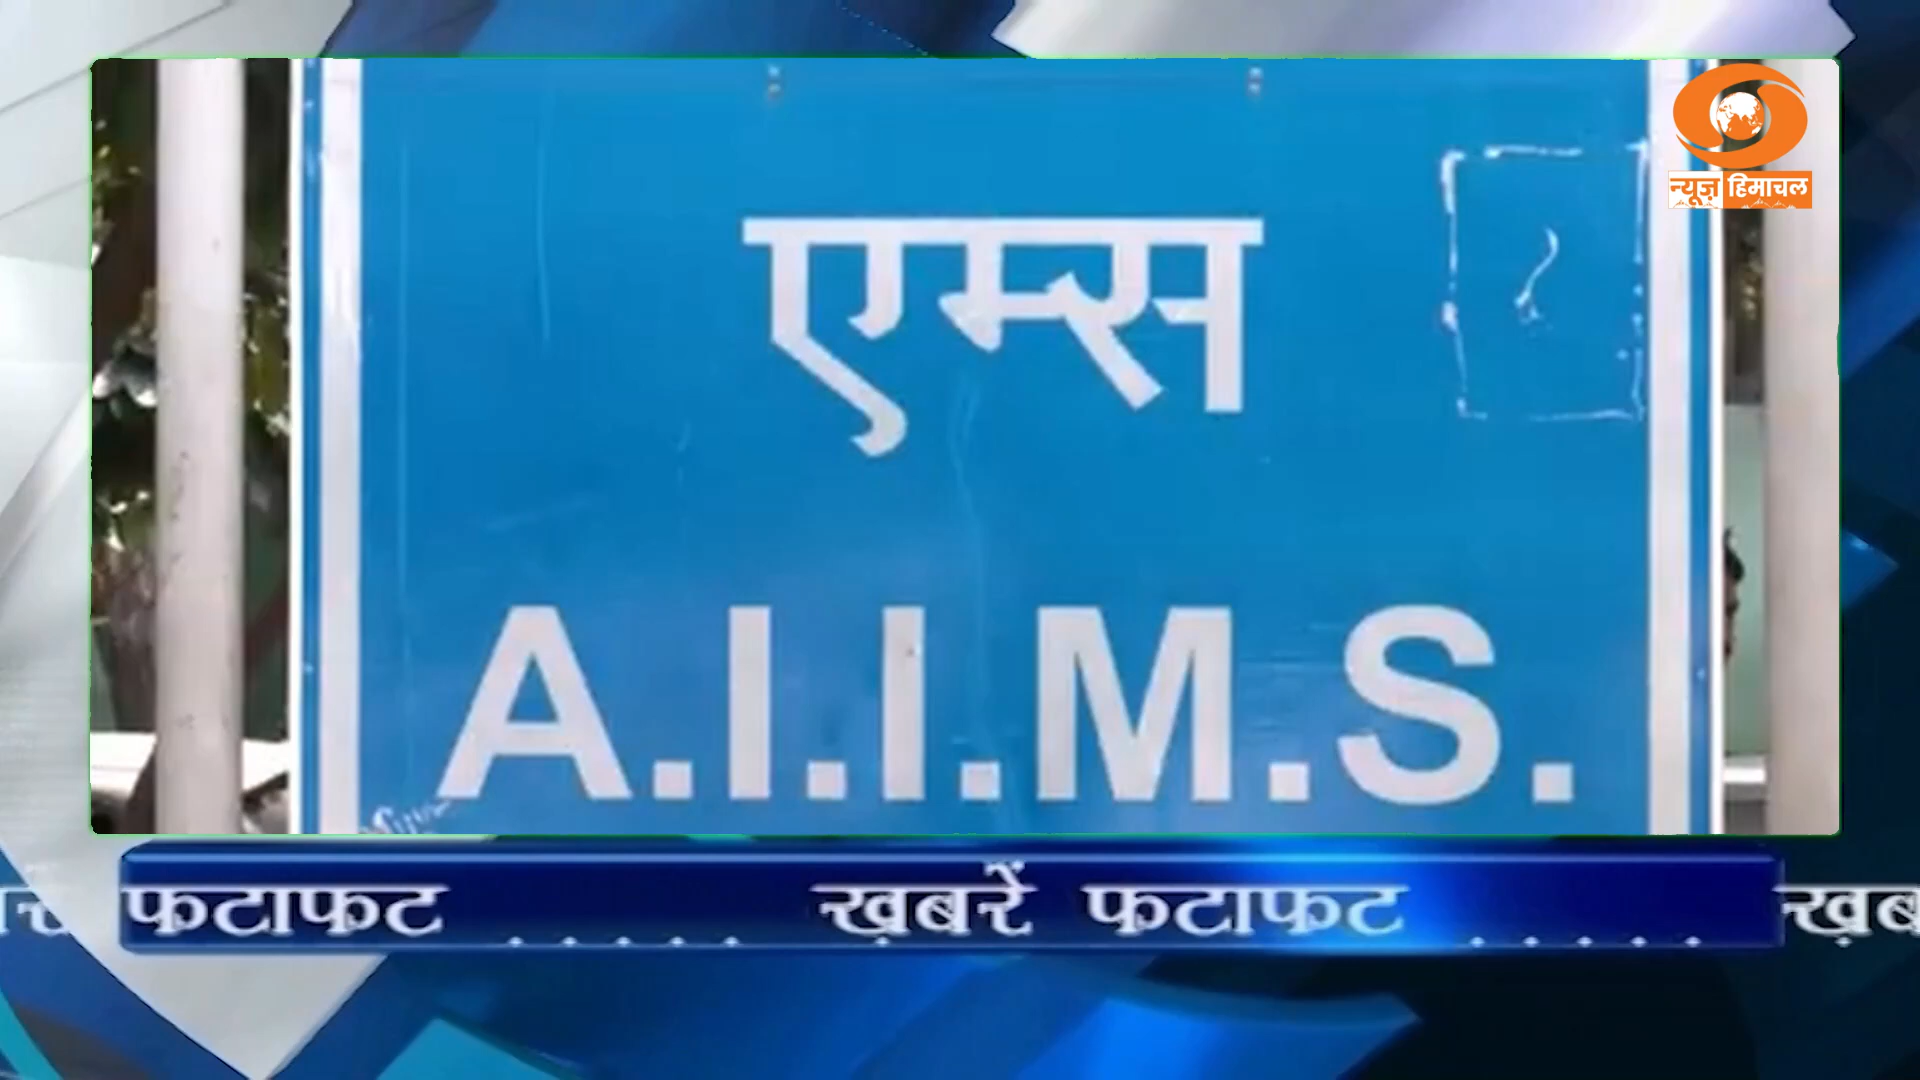 न्यूज़ हिमाचल
एम्स
A.I.I.M.S.
फटाफट ...... ख़बरें फटाफट ...... ख़ब